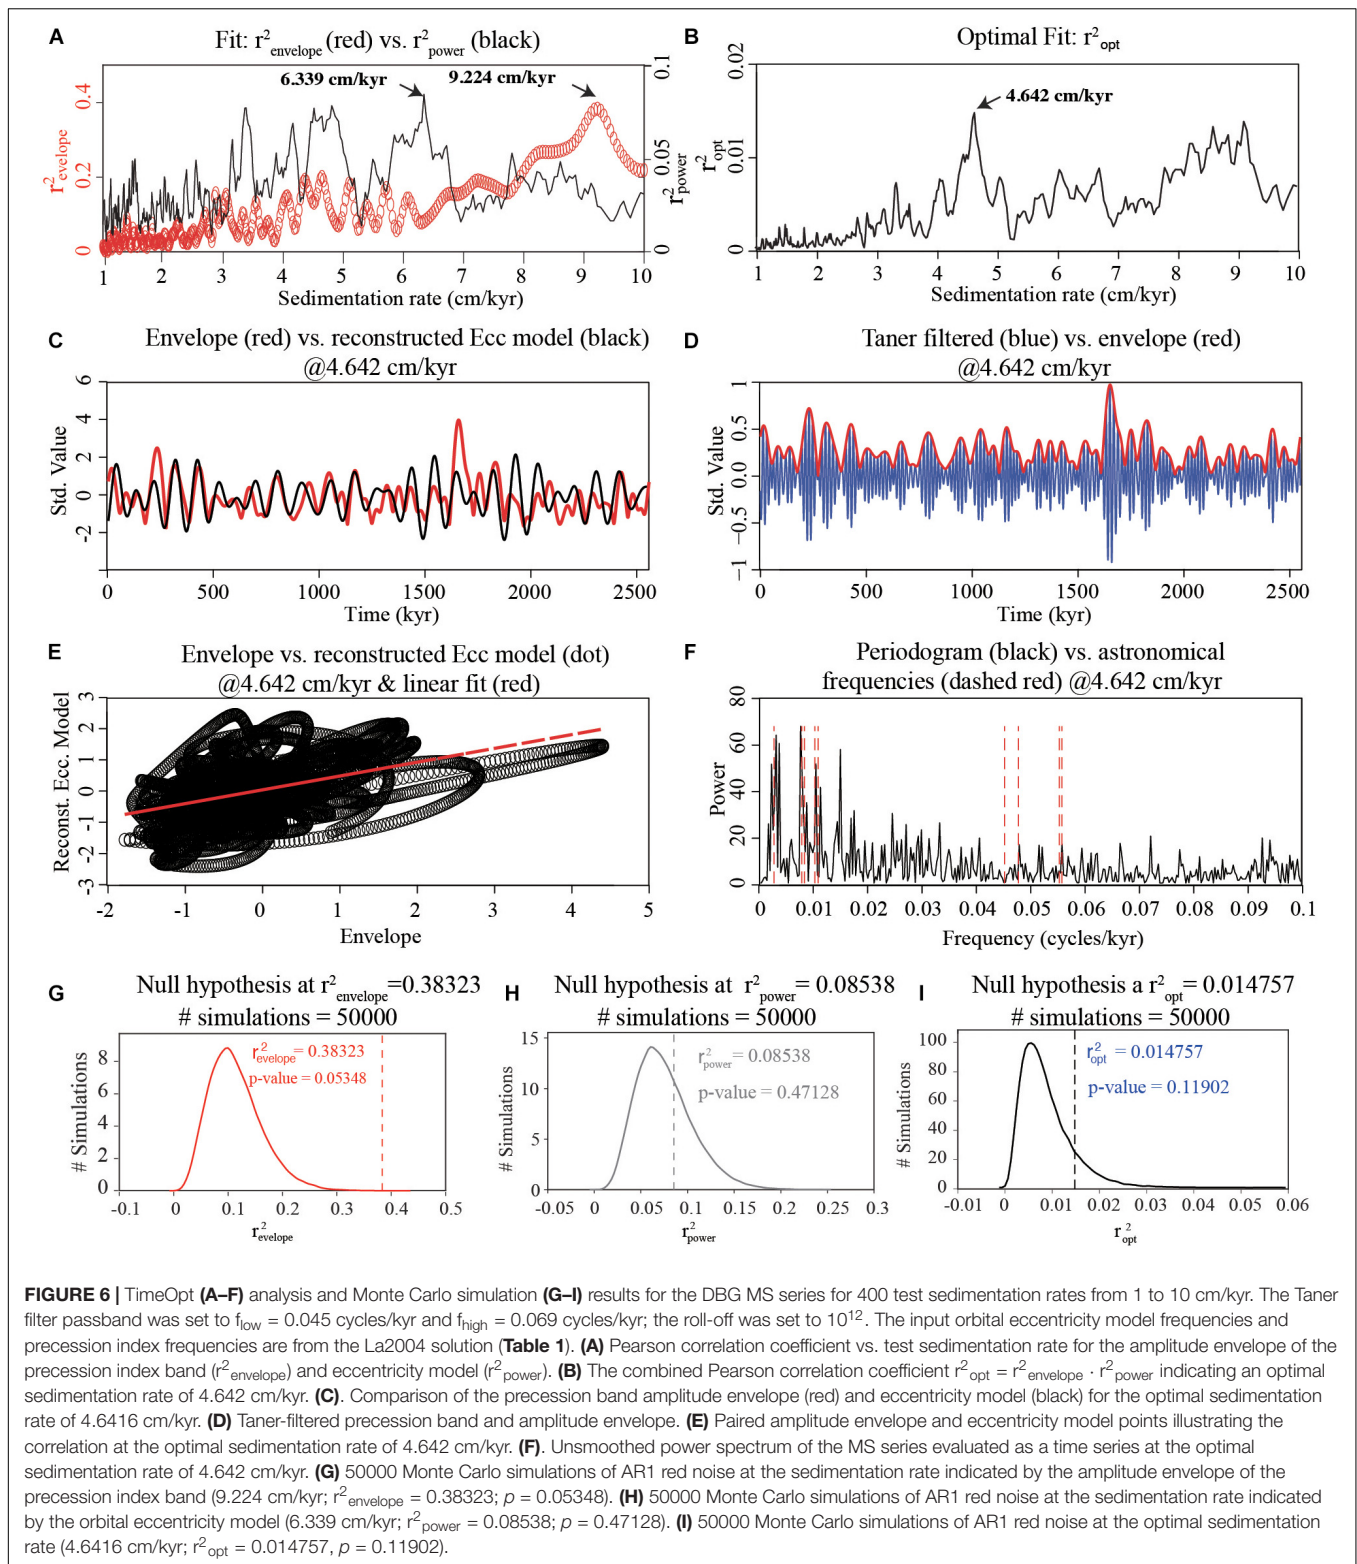 A
Fit: r²envelope (red) vs. r²power (black)
6.339 cm/kyr
9.224 cm/kyr
r²evelope
0.4
0.2
0
0.1
0.05
0
r²power
1 2 3 4 5 6 7 8 9 10
Sedimentation rate (cm/kyr)
B
Optimal Fit: r²opt
4.642 cm/kyr
r²opt
0.02
0.01
0
1 2 3 4 5 6 7 8 9 10
Sedimentation rate (cm/kyr)
C
Envelope (red) vs. reconstructed Ecc model (black)
@4.642 cm/kyr
Std. Value
6
4
2
0
-2
0 500 1000 1500 2000 2500
Time (kyr)
D
Taner filtered (blue) vs. envelope (red)
@4.642 cm/kyr
Std. Value
1
0.5
0.0
−0.5
−1
0 500 1000 1500 2000 2500
Time (kyr)
E
Envelope vs. reconstructed Ecc model (dot)
@4.642 cm/kyr & linear fit (red)
Reconst. Ecc. Model
3
2
1
0
-1
-2
-3
-2 -1 0 1 2 3 4 5
Envelope
F
Periodogram (black) vs. astronomical
frequencies (dashed red) @4.642 cm/kyr
Power
80
60
40
20
0
0 0.01 0.02 0.03 0.04 0.05 0.06 0.07 0.08 0.09 0.1
Frequency (cycles/kyr)
G
Null hypothesis at r²envelope=0.38323
# simulations = 50000
r²evelope = 0.38323
p-value = 0.05348
# Simulations
8
6
4
2
0
-0.1 0 0.1 0.2 0.3 0.4 0.5
r²evelope
H
Null hypothesis at r²power= 0.08538
# simulations = 50000
r²power = 0.08538
p-value = 0.47128
# Simulations
15
10
5
0
-0.05 0 0.05 0.1 0.15 0.2 0.25 0.3
r²power
I
Null hypothesis a r²opt= 0.014757
# simulations = 50000
r²opt = 0.014757
p-value = 0.11902
# Simulations
100
80
60
40
20
0
-0.01 0 0.01 0.02 0.03 0.04 0.05 0.06
r²opt
FIGURE 6 | TimeOpt (A–F) analysis and Monte Carlo simulation (G–I) results for the DBG MS series for 400 test sedimentation rates from 1 to 10 cm/kyr. The Taner
filter passband was set to flow = 0.045 cycles/kyr and fhigh = 0.069 cycles/kyr; the roll-off was set to 10¹². The input orbital eccentricity model frequencies and
precession index frequencies are from the La2004 solution (Table 1). (A) Pearson correlation coefficient vs. test sedimentation rate for the amplitude envelope of the
precession index band (r²envelope) and eccentricity model (r²power). (B) The combined Pearson correlation coefficient r²opt = r²envelope · r²power indicating an optimal
sedimentation rate of 4.642 cm/kyr. (C). Comparison of the precession band amplitude envelope (red) and eccentricity model (black) for the optimal sedimentation
rate of 4.6416 cm/kyr. (D) Taner-filtered precession band and amplitude envelope. (E) Paired amplitude envelope and eccentricity model points illustrating the
correlation at the optimal sedimentation rate of 4.642 cm/kyr. (F). Unsmoothed power spectrum of the MS series evaluated as a time series at the optimal
sedimentation rate of 4.642 cm/kyr. (G) 50000 Monte Carlo simulations of AR1 red noise at the sedimentation rate indicated by the amplitude envelope of the
precession index band (9.224 cm/kyr; r²envelope = 0.38323; p = 0.05348). (H) 50000 Monte Carlo simulations of AR1 red noise at the sedimentation rate indicated
by the orbital eccentricity model (6.339 cm/kyr; r²power = 0.08538; p = 0.47128). (I) 50000 Monte Carlo simulations of AR1 red noise at the optimal sedimentation
rate (4.6416 cm/kyr; r²opt = 0.014757, p = 0.11902).